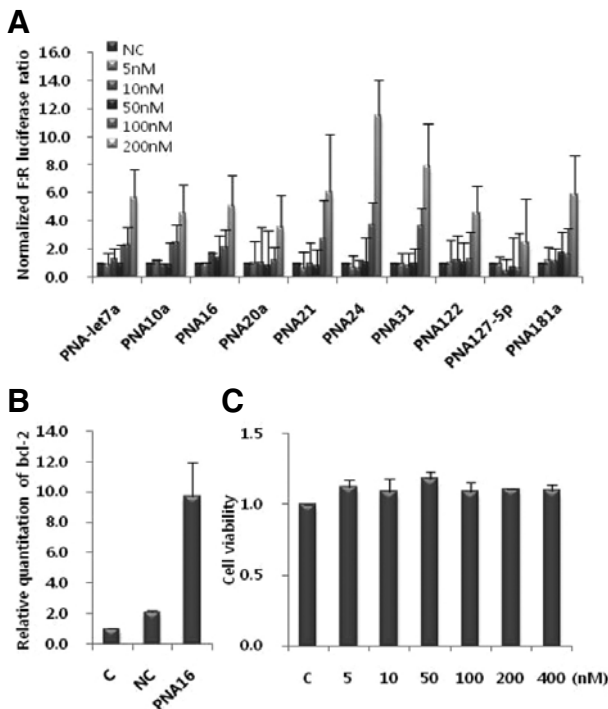 A
Normalized F:R luciferase ratio
16.0
14.0
12.0
10.0
8.0
6.0
4.0
2.0
0.0
NC
5nM
10nM
50nM
100nM
200nM
PNA-let7a
PNA10a
PNA16
PNA20a
PNA21
PNA24
PNA31
PNA122
PNA127-5p
PNA181a
B
Relative quantitation of bcl-2
14.0
12.0
10.0
8.0
6.0
4.0
2.0
0.0
C
NC
PNA16
C
Cell viability
1.5
1.0
0.5
0.0
C 5 10 50 100 200 400 (nM)